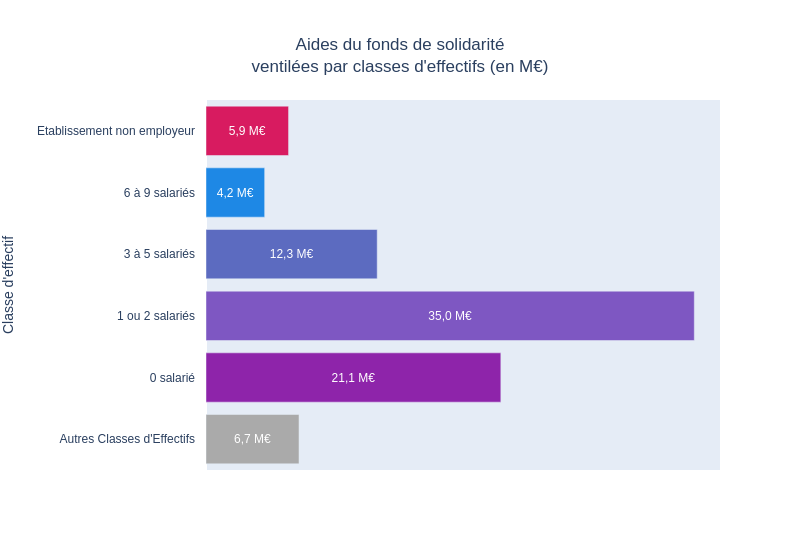 Aides du fonds de solidarité
ventilées par classes d'effectifs (en M€)
Classe d'effectif
Etablissement non employeur
5,9 M€
6 à 9 salariés
4,2 M€
3 à 5 salariés
12,3 M€
1 ou 2 salariés
35,0 M€
0 salarié
21,1 M€
Autres Classes d'Effectifs
6,7 M€